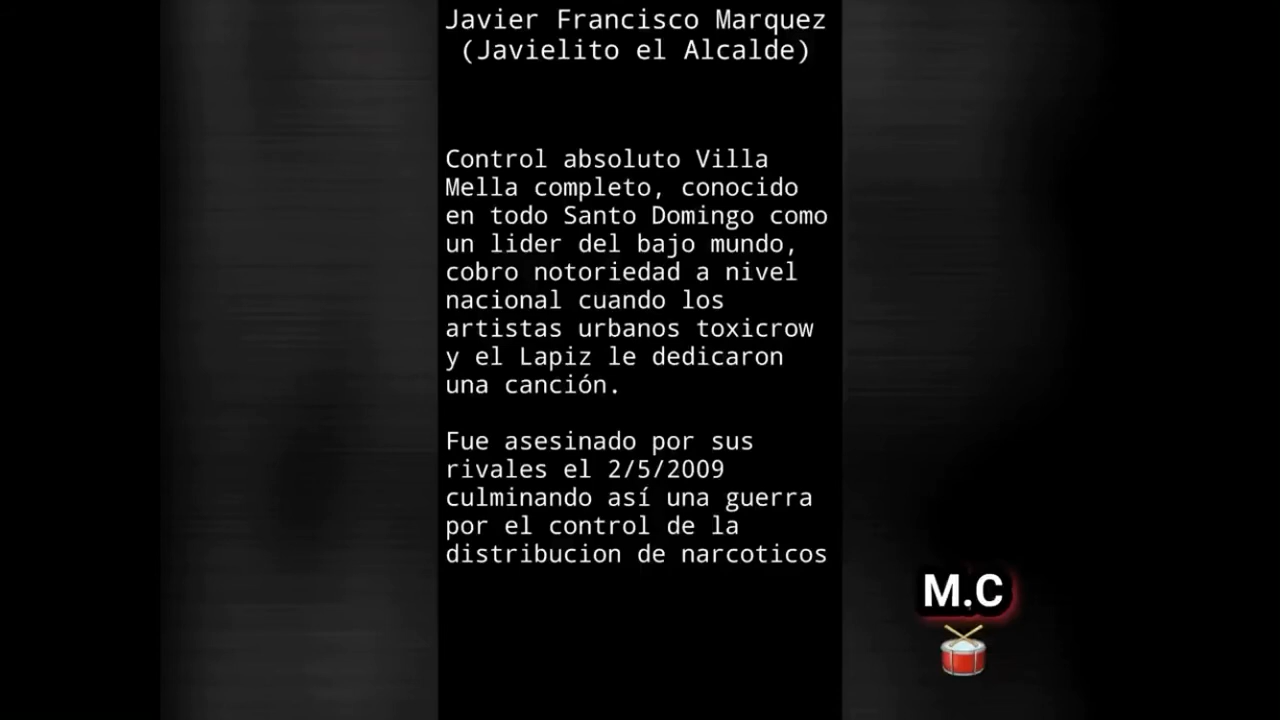 Javier Francisco Marquez
(Javielito el Alcalde)
Control absoluto Villa
Mella completo, conocido
en todo Santo Domingo como
un lider del bajo mundo,
cobro notoriedad a nivel
nacional cuando los
artistas urbanos toxicrow
y el Lapiz le dedicaron
una canción.
Fue asesinado por sus
rivales el 2/5/2009
culminando así una guerra
por el control de la
distribucion de narcoticos
M.C